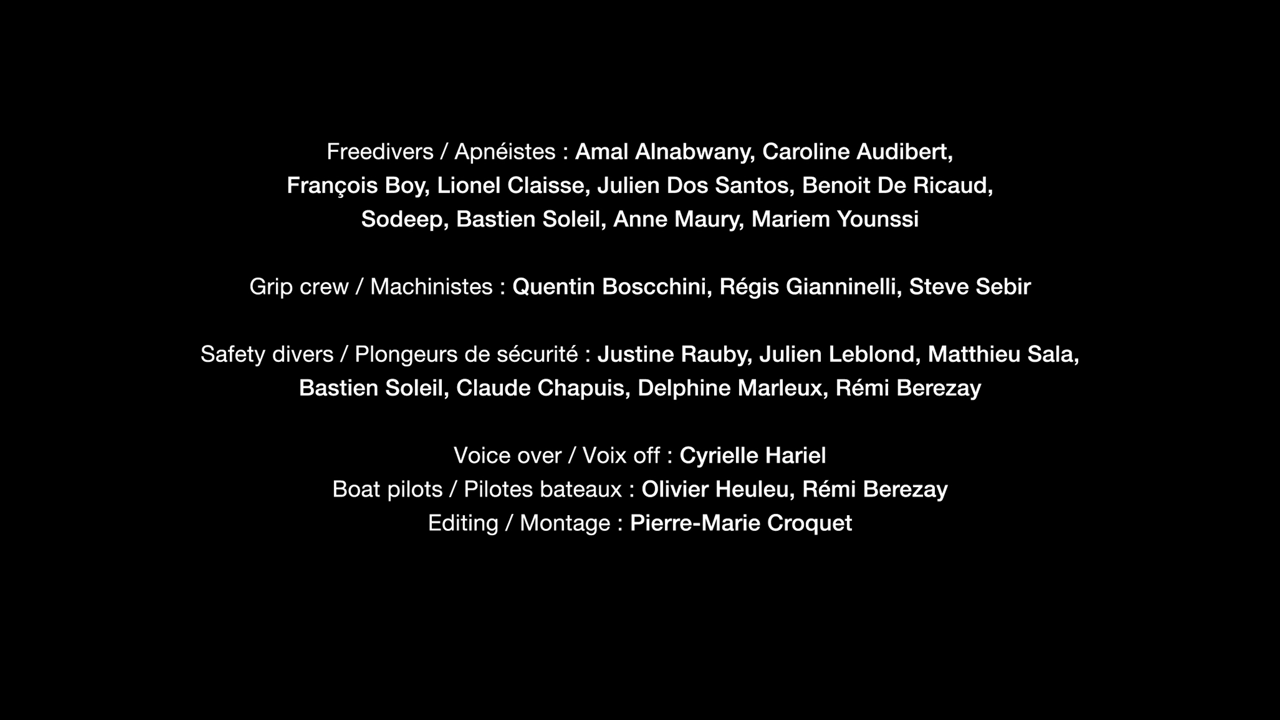 Freedivers / Apnéistes : Amal Alnabwany, Caroline Audibert,
François Boy, Lionel Claisse, Julien Dos Santos, Benoit De Ricaud,
Sodeep, Bastien Soleil, Anne Maury, Mariem Younssi
Grip crew / Machinistes : Quentin Boscchini, Régis Gianninelli, Steve Sebir
Safety divers / Plongeurs de sécurité : Justine Rauby, Julien Leblond, Matthieu Sala,
Bastien Soleil, Claude Chapuis, Delphine Marleux, Rémi Berezay
Voice over / Voix off : Cyrielle Hariel
Boat pilots / Pilotes bateaux : Olivier Heuleu, Rémi Berezay
Editing / Montage : Pierre-Marie Croquet